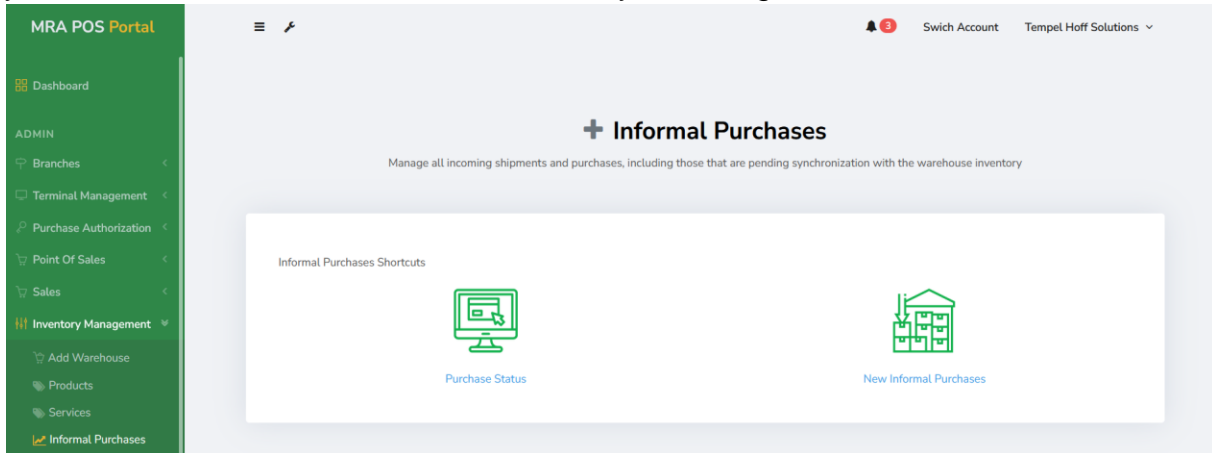 MRA POS Portal
3
Swich Account
Tempel Hoff Solutions
Dashboard
ADMIN
Branches
Terminal Management
Purchase Authorization
Point Of Sales
Sales
Inventory Management
Add Warehouse
Products
Services
Informal Purchases
Informal Purchases
Manage all incoming shipments and purchases, including those that are pending synchronization with the warehouse inventory
Informal Purchases Shortcuts
Purchase Status
New Informal Purchases